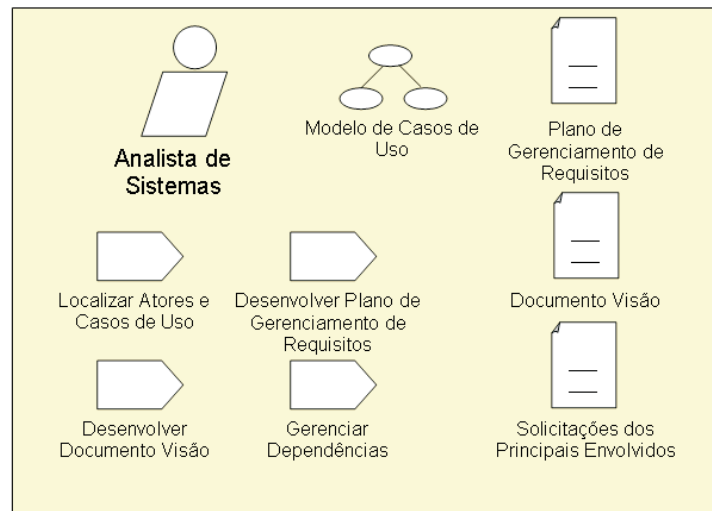 Analista de
Sistemas
Modelo de Casos de
Uso
Plano de
Gerenciamento de
Requisitos
Localizar Atores e
Casos de Uso
Desenvolver Plano de
Gerenciamento de
Requisitos
Documento Visão
Desenvolver
Documento Visão
Gerenciar
Dependências
Solicitações dos
Principais Envolvidos